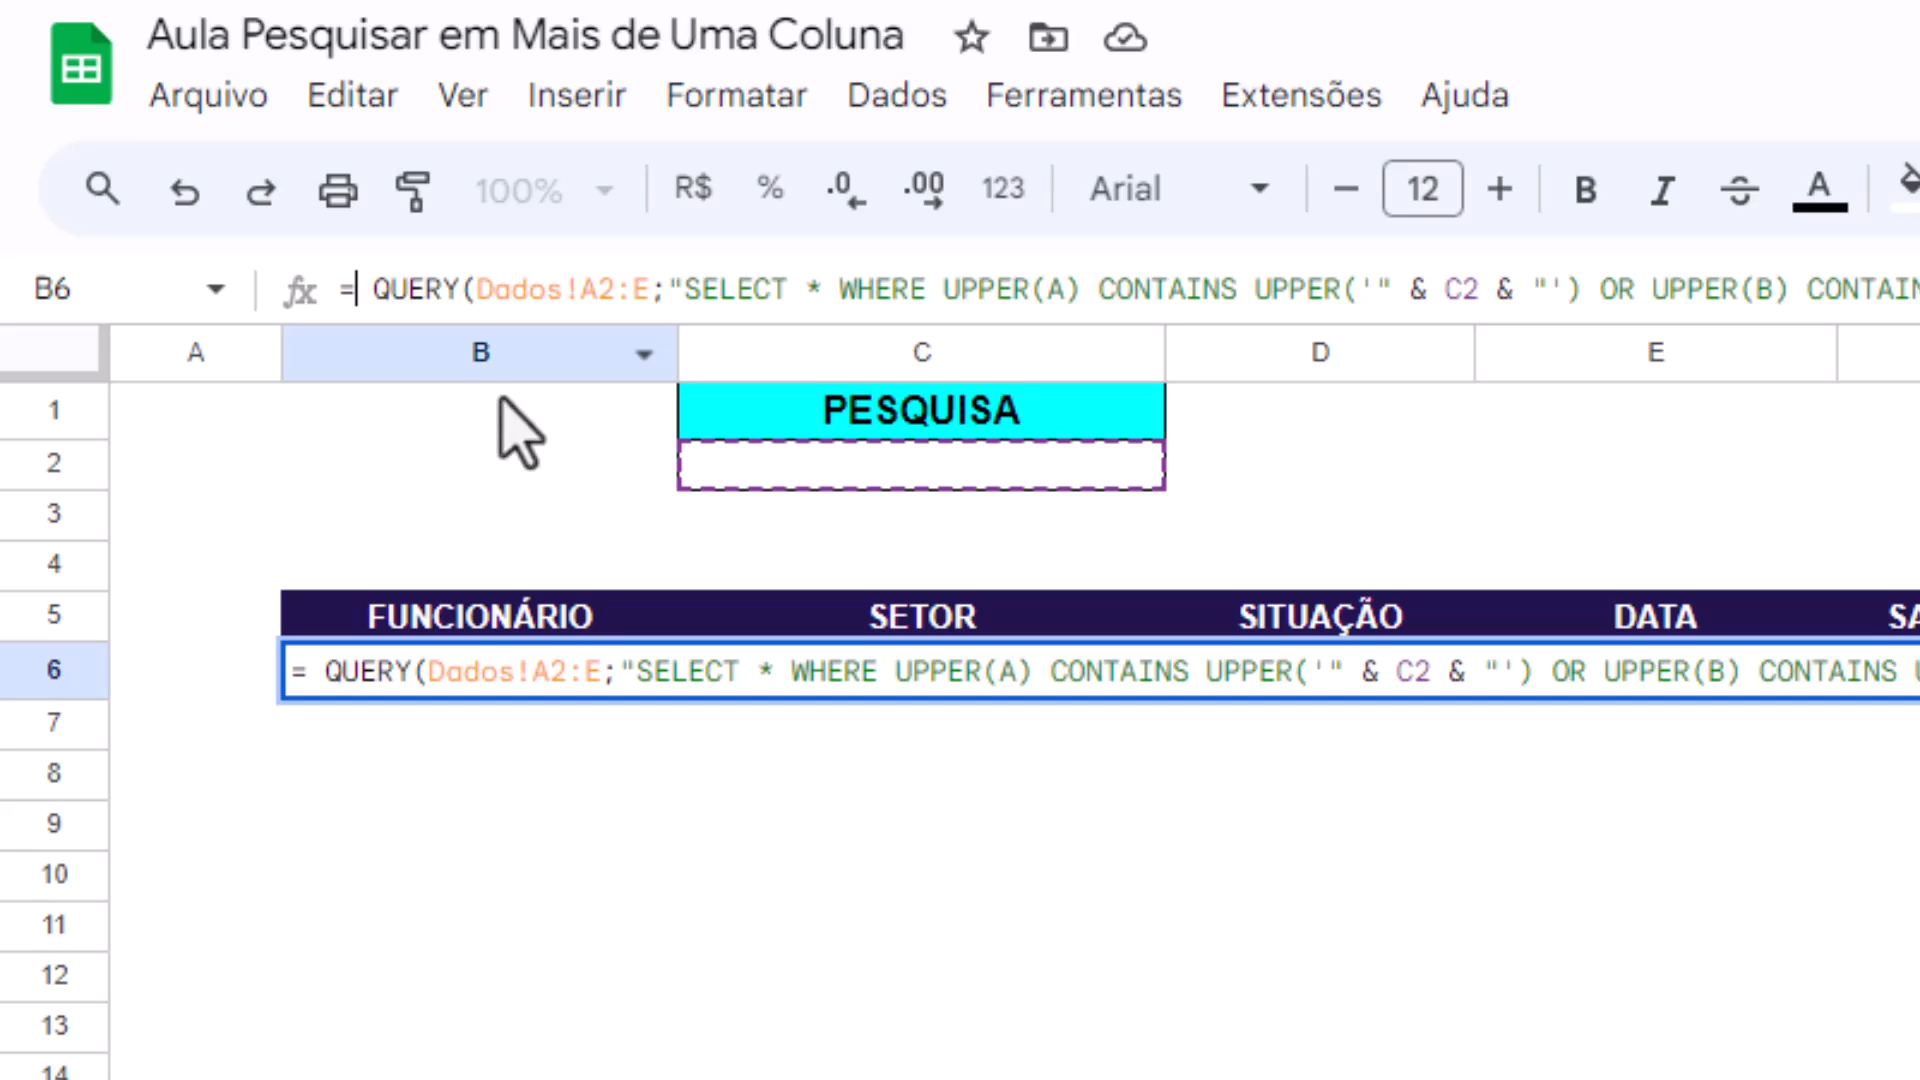 Aula Pesquisar em Mais de Uma Coluna
Arquivo Editar Ver Inserir Formatar Dados Ferramentas Extensões Ajuda
100% R$ % .0 .00 123 Arial 12 B I S A
B6 fx = QUERY(Dados!A2:E;"SELECT * WHERE UPPER(A) CONTAINS UPPER('" & C2 & "') OR UPPER(B) CONTAIN
A B C D E
1 PESQUISA
2
3
4
5 FUNCIONÁRIO SETOR SITUAÇÃO DATA SA
6 = QUERY(Dados!A2:E;"SELECT * WHERE UPPER(A) CONTAINS UPPER('" & C2 & "') OR UPPER(B) CONTAINS U
7
8
9
10
11
12
13
14